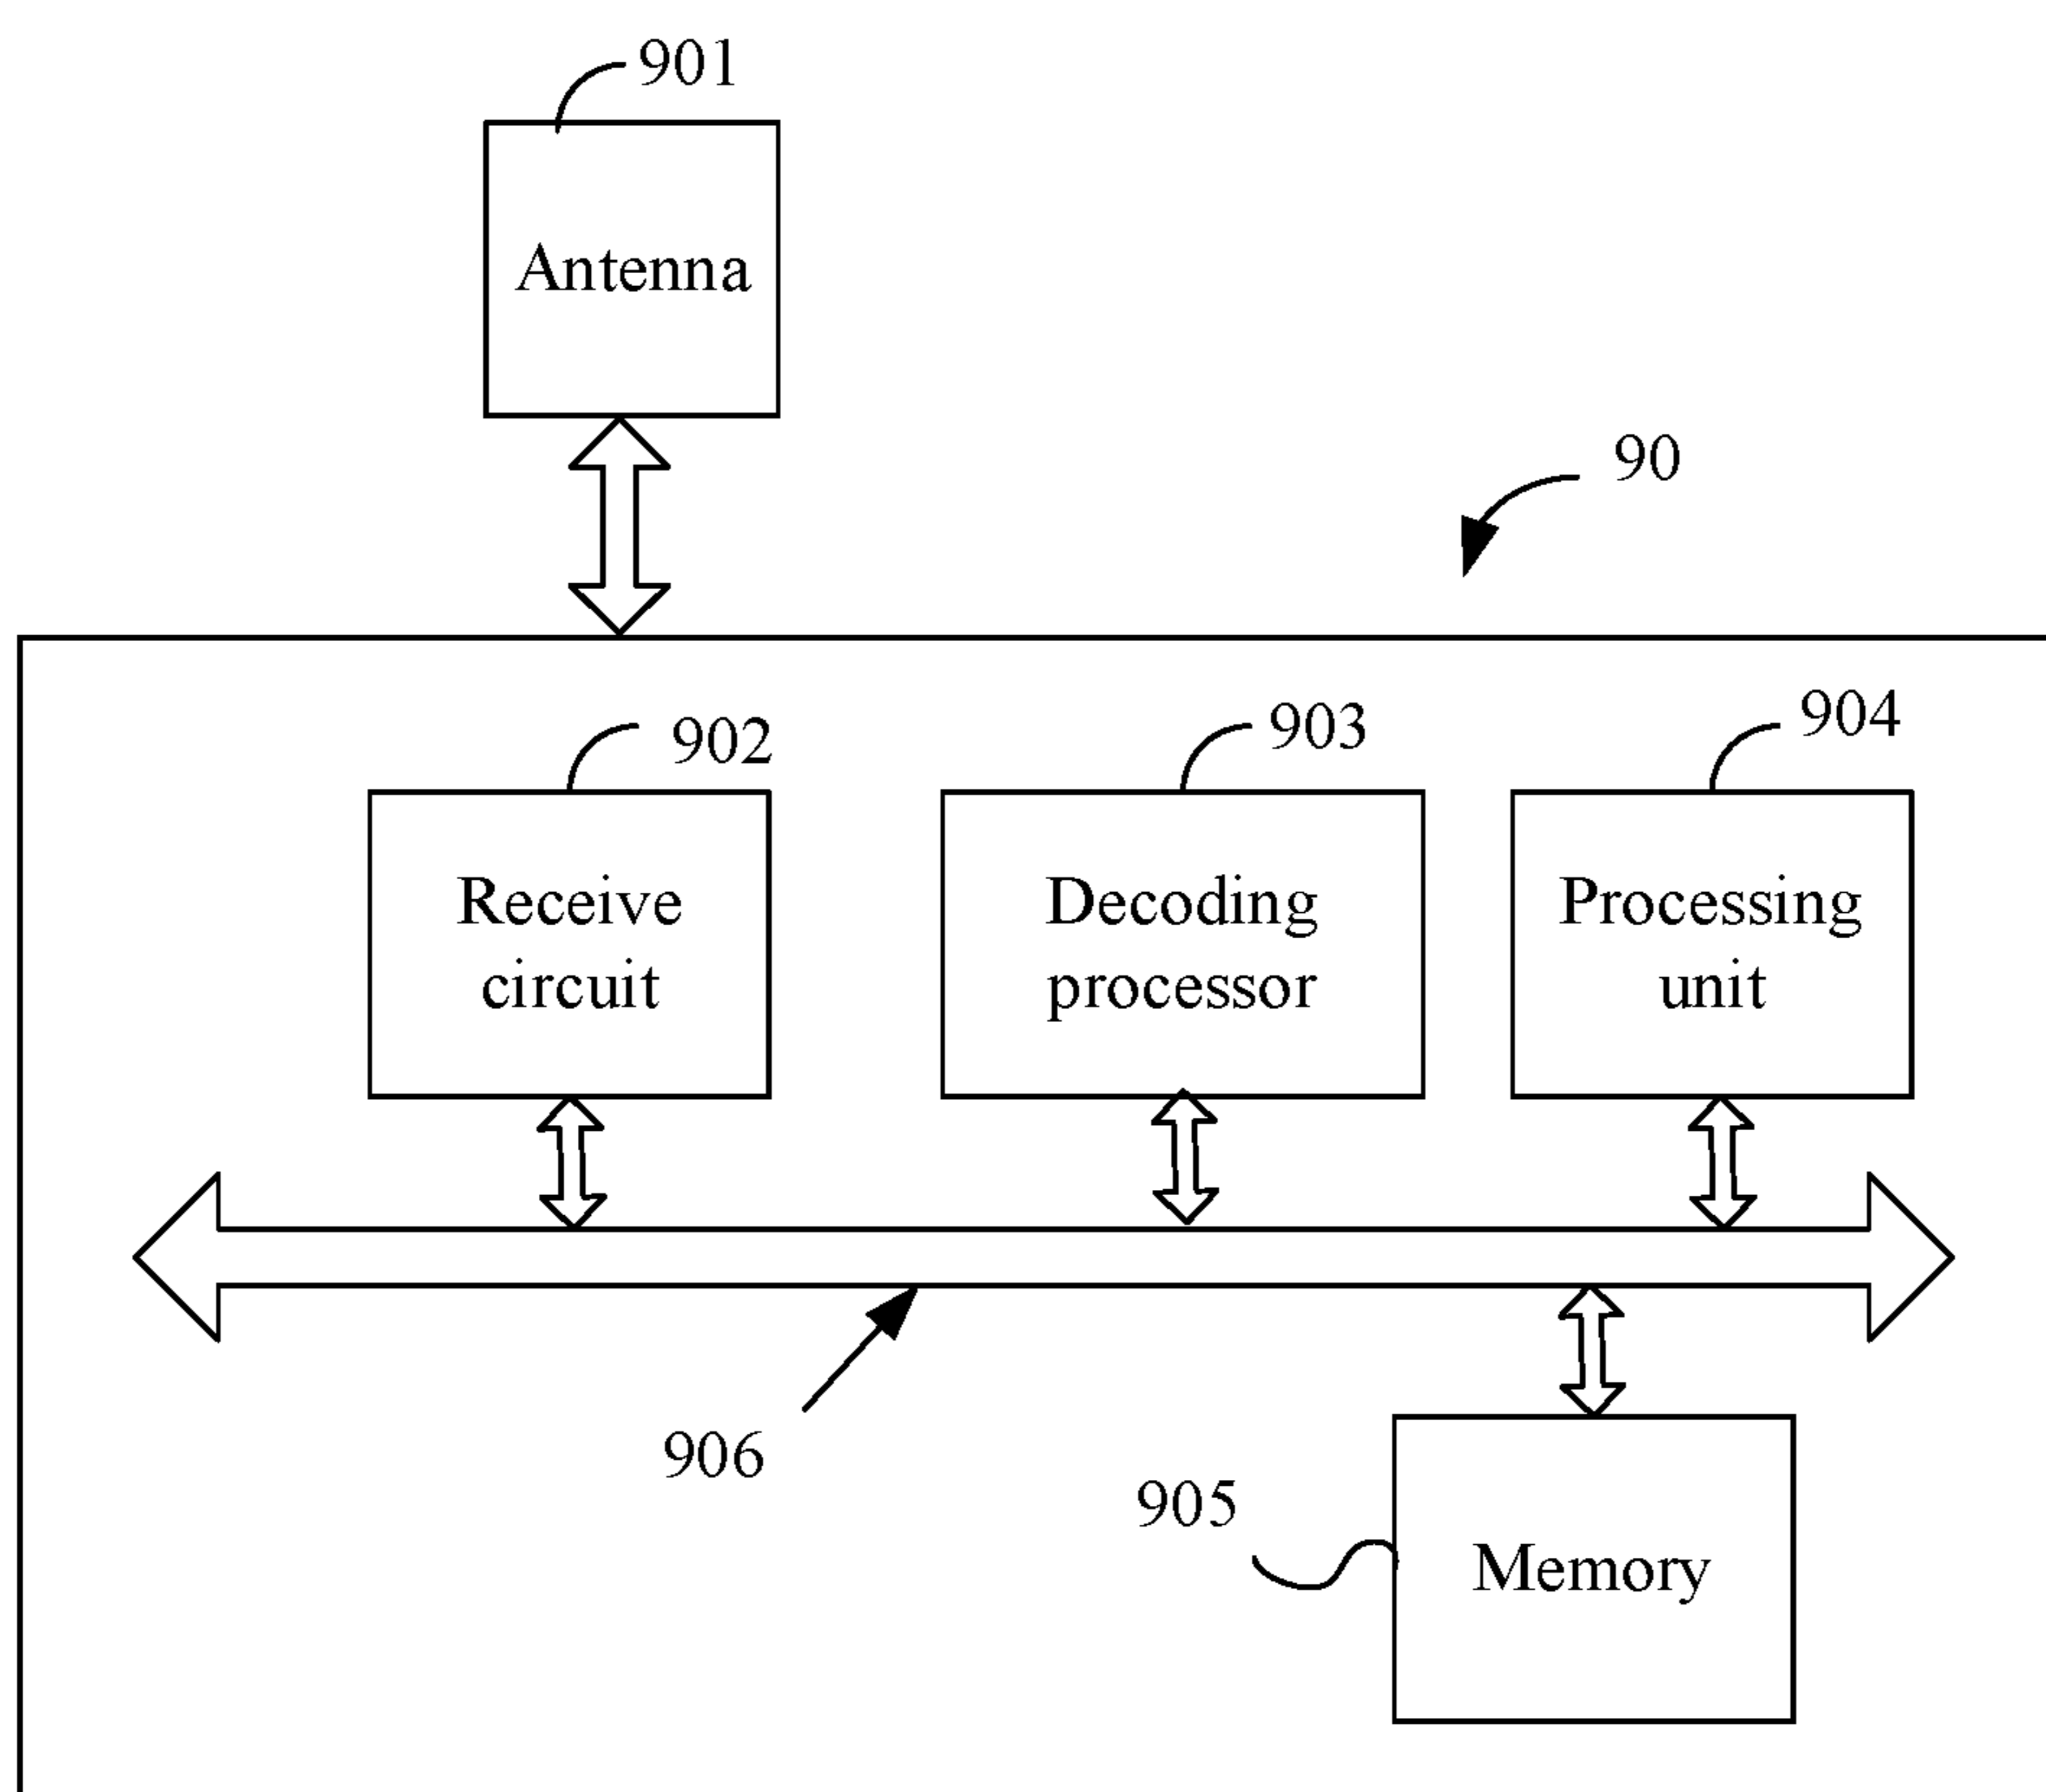 901
Antenna
90
902
903
904
Receive
circuit
Decoding
processor
Processing
unit
906
905
Memory